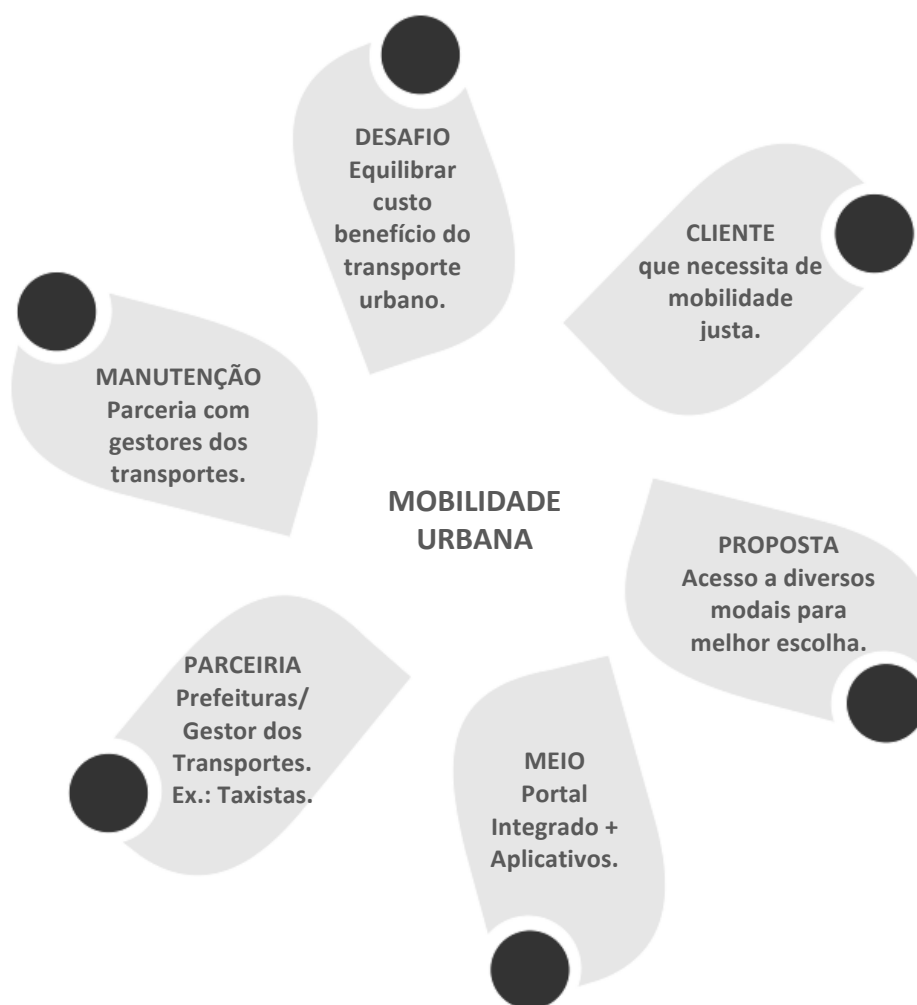 DESAFIO
Equilibrar
custo
benefício do
transporte
urbano.
CLIENTE
que necessita de
mobilidade
justa.
MANUTENÇÃO
Parceria com
gestores dos
transportes.
MOBILIDADE
URBANA
PROPOSTA
Acesso a diversos
modais para
melhor escolha.
PARCEIRIA
Prefeituras/
Gestor dos
Transportes.
Ex.: Taxistas.
MEIO
Portal
Integrado +
Aplicativos.